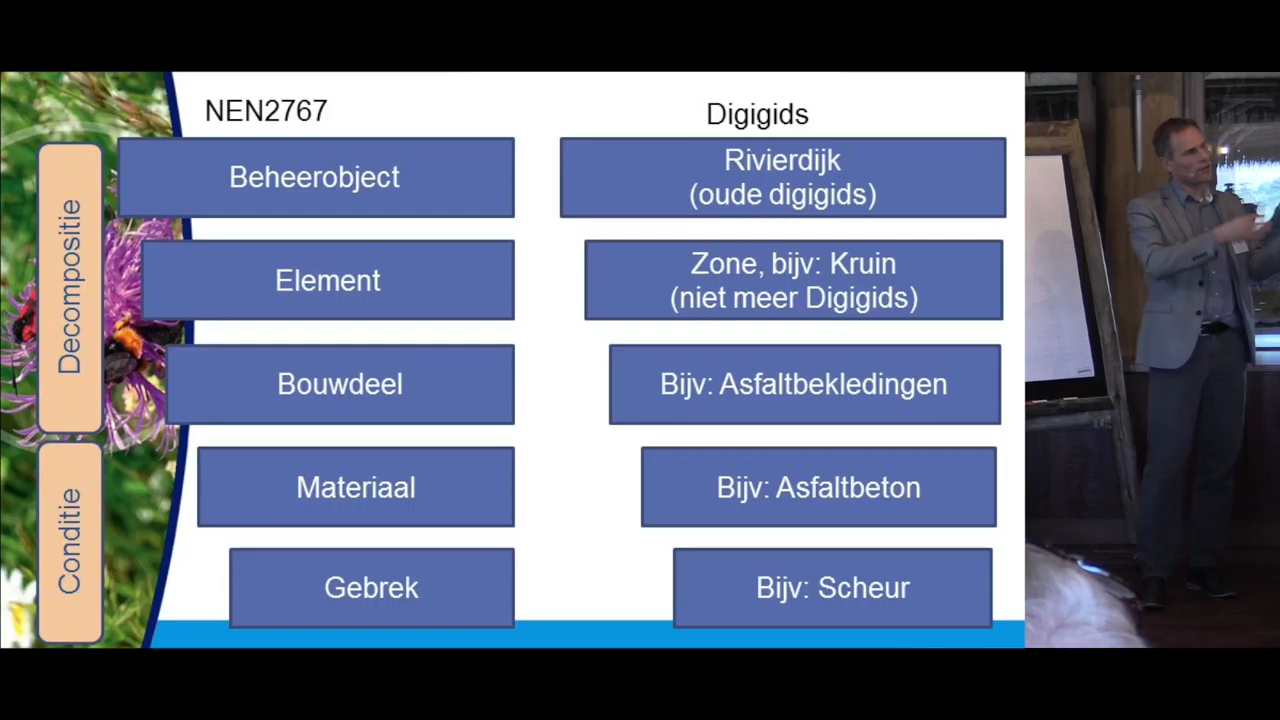 NEN2767
Digigids
Decompositie
Beheerobject
Rivierdijk
(oude digigids)
Element
Zone, bijv: Kruin
(niet meer Digigids)
Bouwdeel
Bijv: Asfaltbekledingen
Conditie
Materiaal
Bijv: Asfaltbeton
Gebrek
Bijv: Scheur